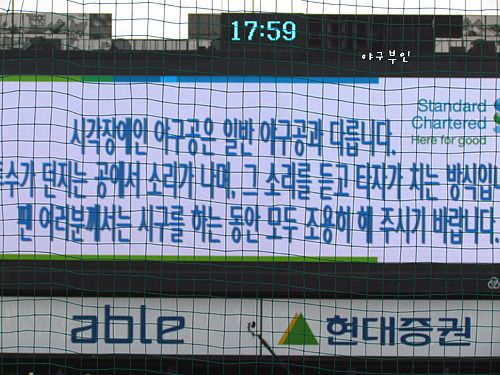 17:59
야구부인
Standard
Chartered
Here for good
시각장애인 야구공은 일반 야구공과 다릅니다.
투수가 던지는 공에서 소리가 나며, 그 소리를 듣고 타자가 치는 방식입니
팬 여러분께서는 시구를 하는 동안 모두 조용히 해 주시기 바랍니다.
able 현대증권